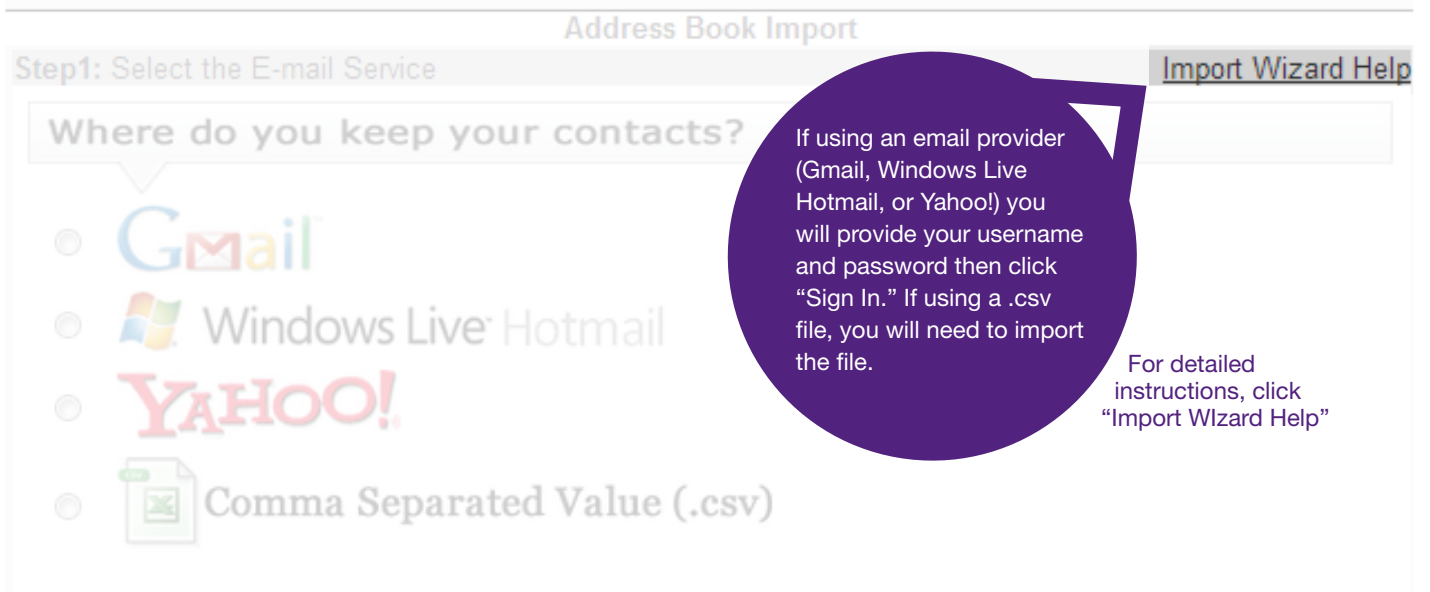 Address Book Import
Step1: Select the E-mail Service
Import Wizard Help
Where do you keep your contacts?
If using an email provider
(Gmail, Windows Live
Hotmail, or Yahoo!) you
will provide your username
and password then click
“Sign In.” If using a .csv
file, you will need to import
the file.
For detailed
instructions, click
“Import WIzard Help”
Gmail™
Windows Live™ Hotmail
YAHOO!
CSV
Comma Separated Value (.csv)